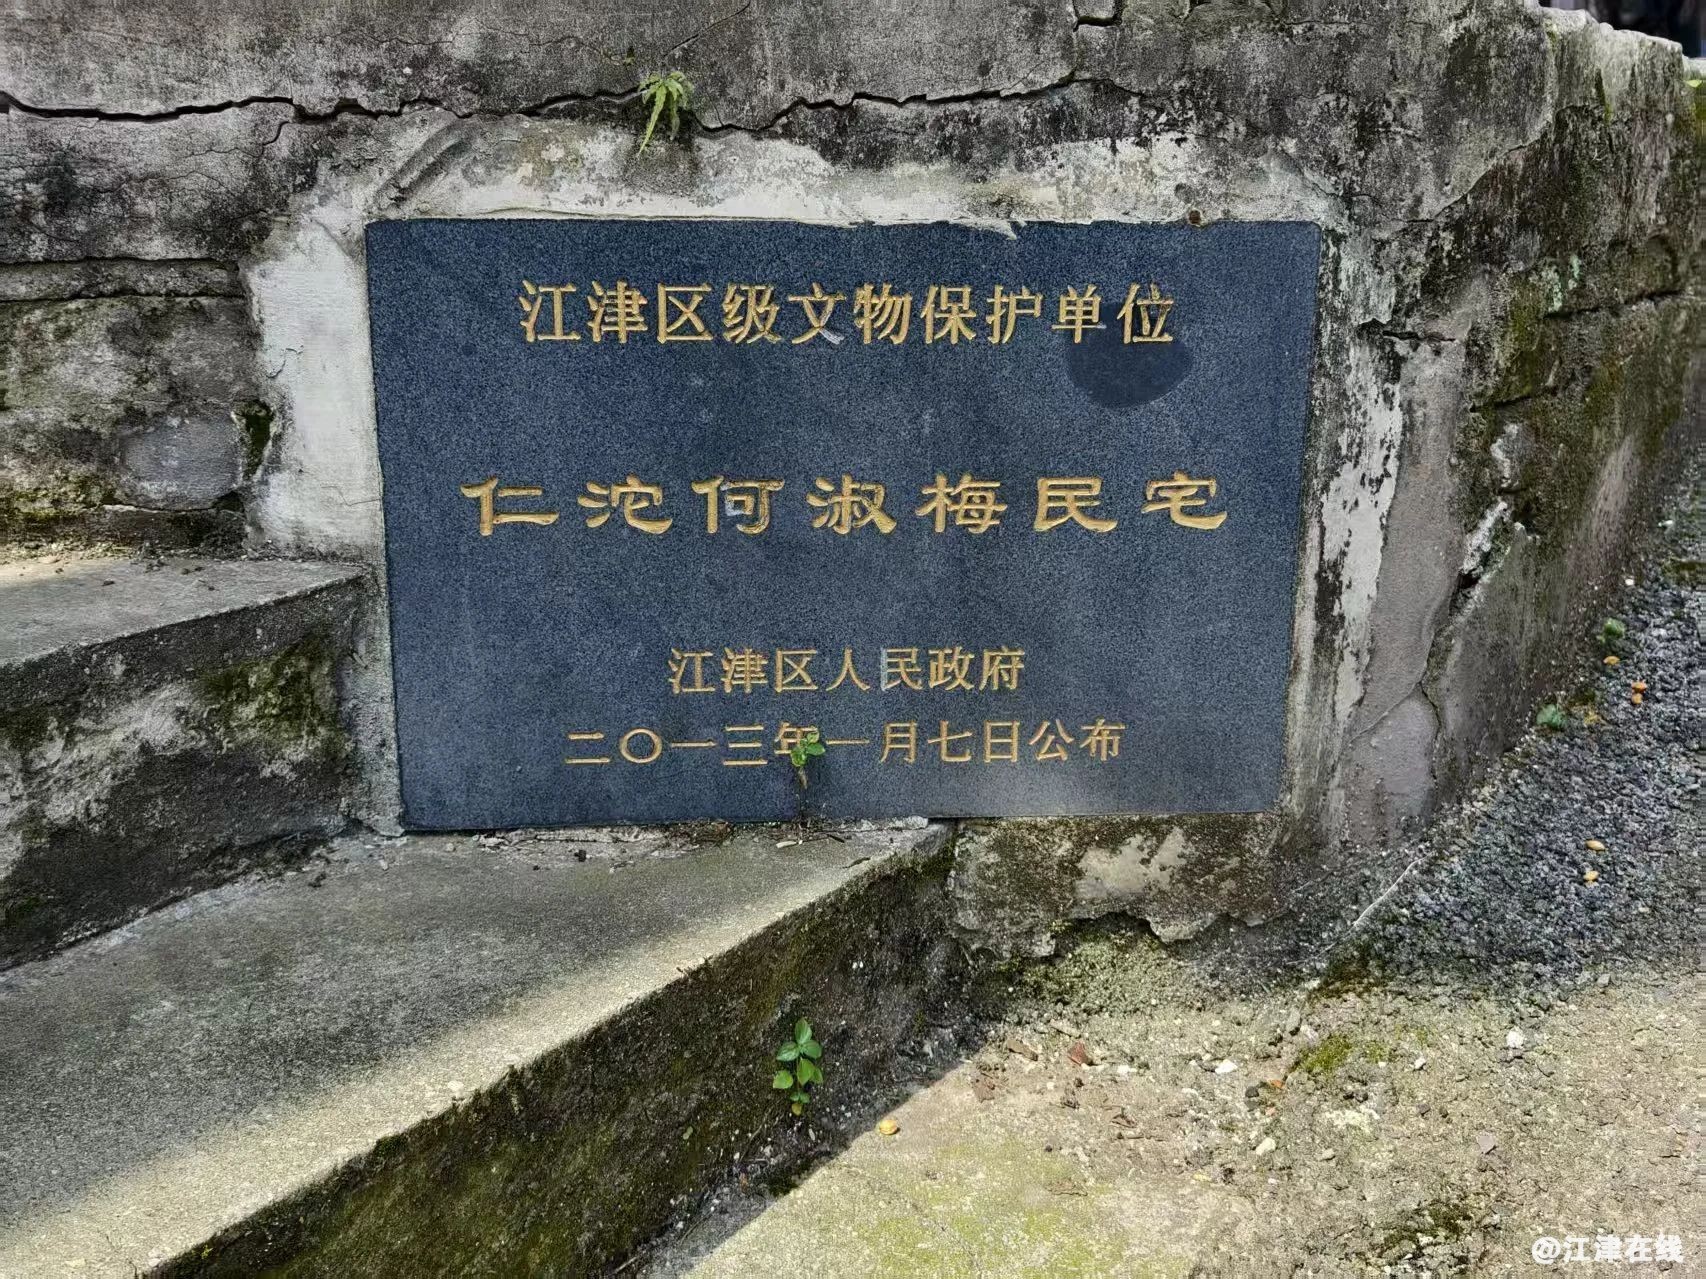 江津区级文物保护单位
仁沱何淑梅民宅
江津区人民政府
二〇一三年一月七日公布
@江津在线